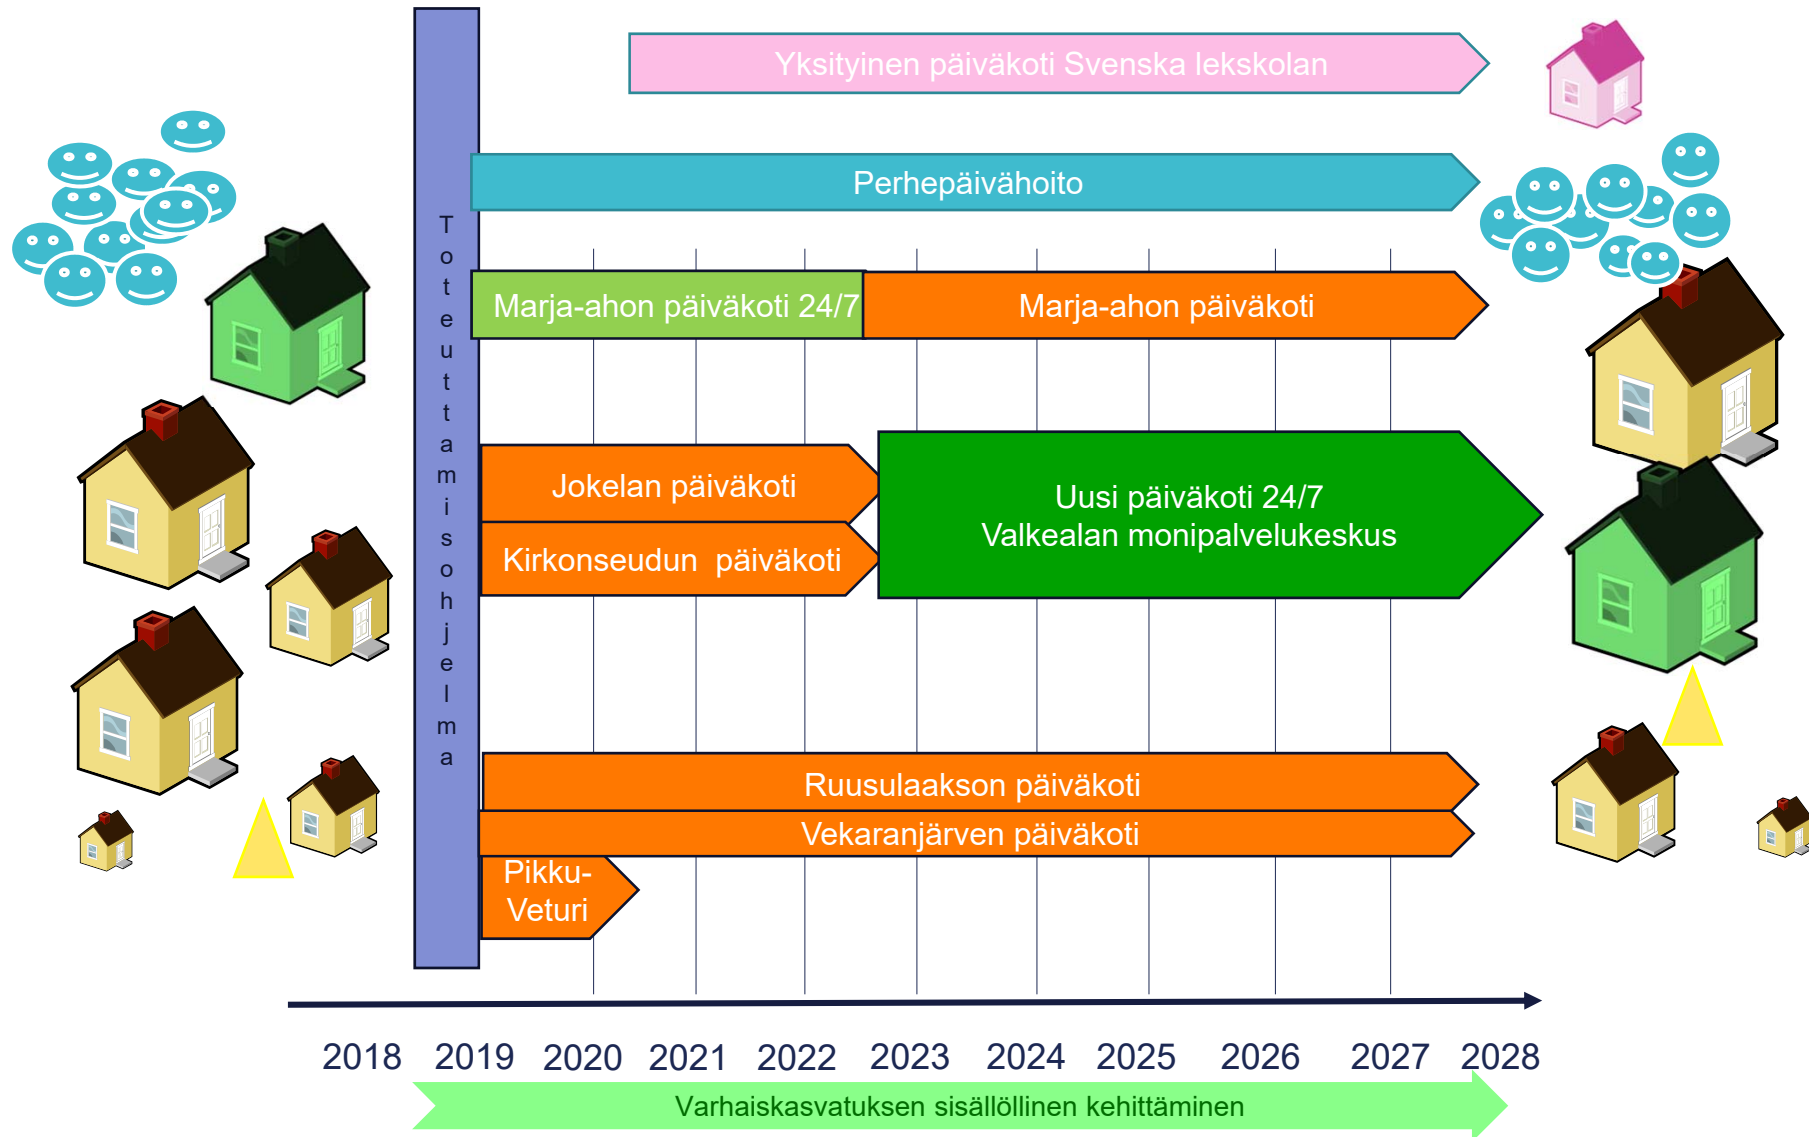 Yksityinen päiväkoti Svenska lekskolan
Perhepäivähoito
Toteuttamisohjelma
Marja-ahon päiväkoti 24/7
Marja-ahon päiväkoti
Jokelan päiväkoti
Kirkonseudun päiväkoti
Uusi päiväkoti 24/7
Valkealan monipalvelukeskus
Ruusulaakson päiväkoti
Vekaranjärven päiväkoti
Pikku-
Veturi
2018 2019 2020 2021 2022 2023 2024 2025 2026 2027 2028
Varhaiskasvatuksen sisällöllinen kehittäminen